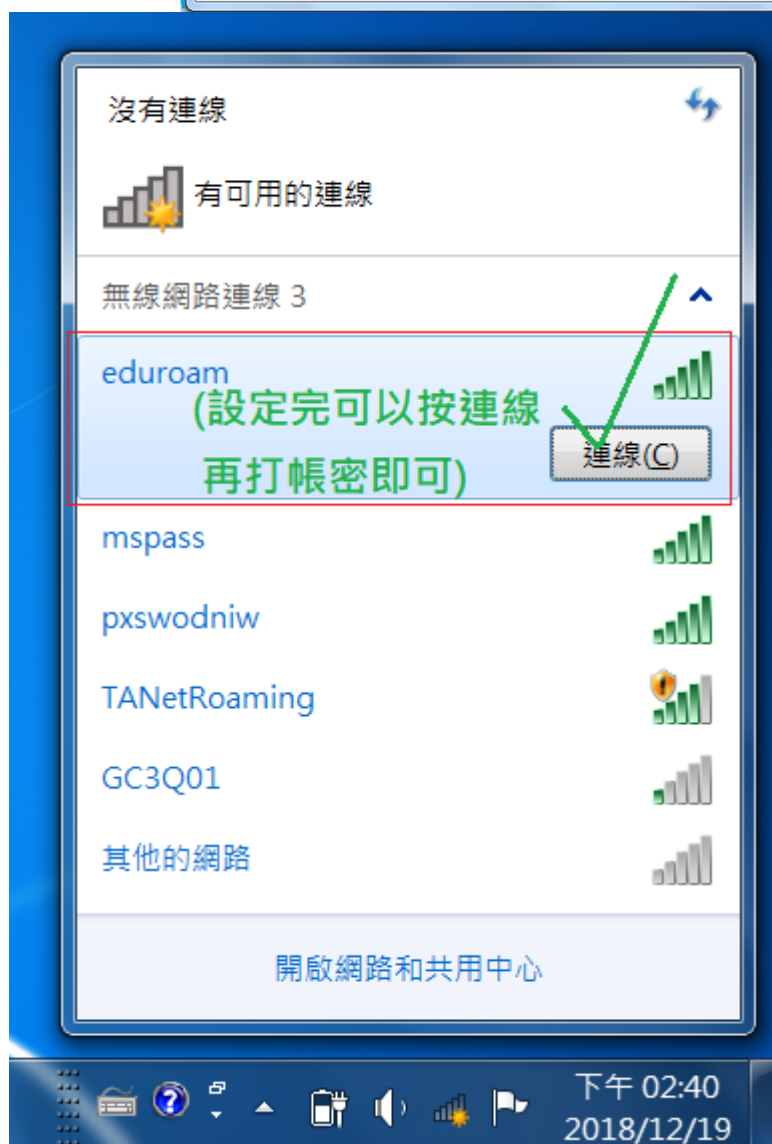 沒有連線
有可用的連線
無線網路連線 3
eduroam
(設定完可以按連線
再打帳密即可)
連線(C)
mspass
pxswodniw
TANetRoaming
GC3Q01
其他的網路
開啟網路和共用中心
下午 02:40
2018/12/19